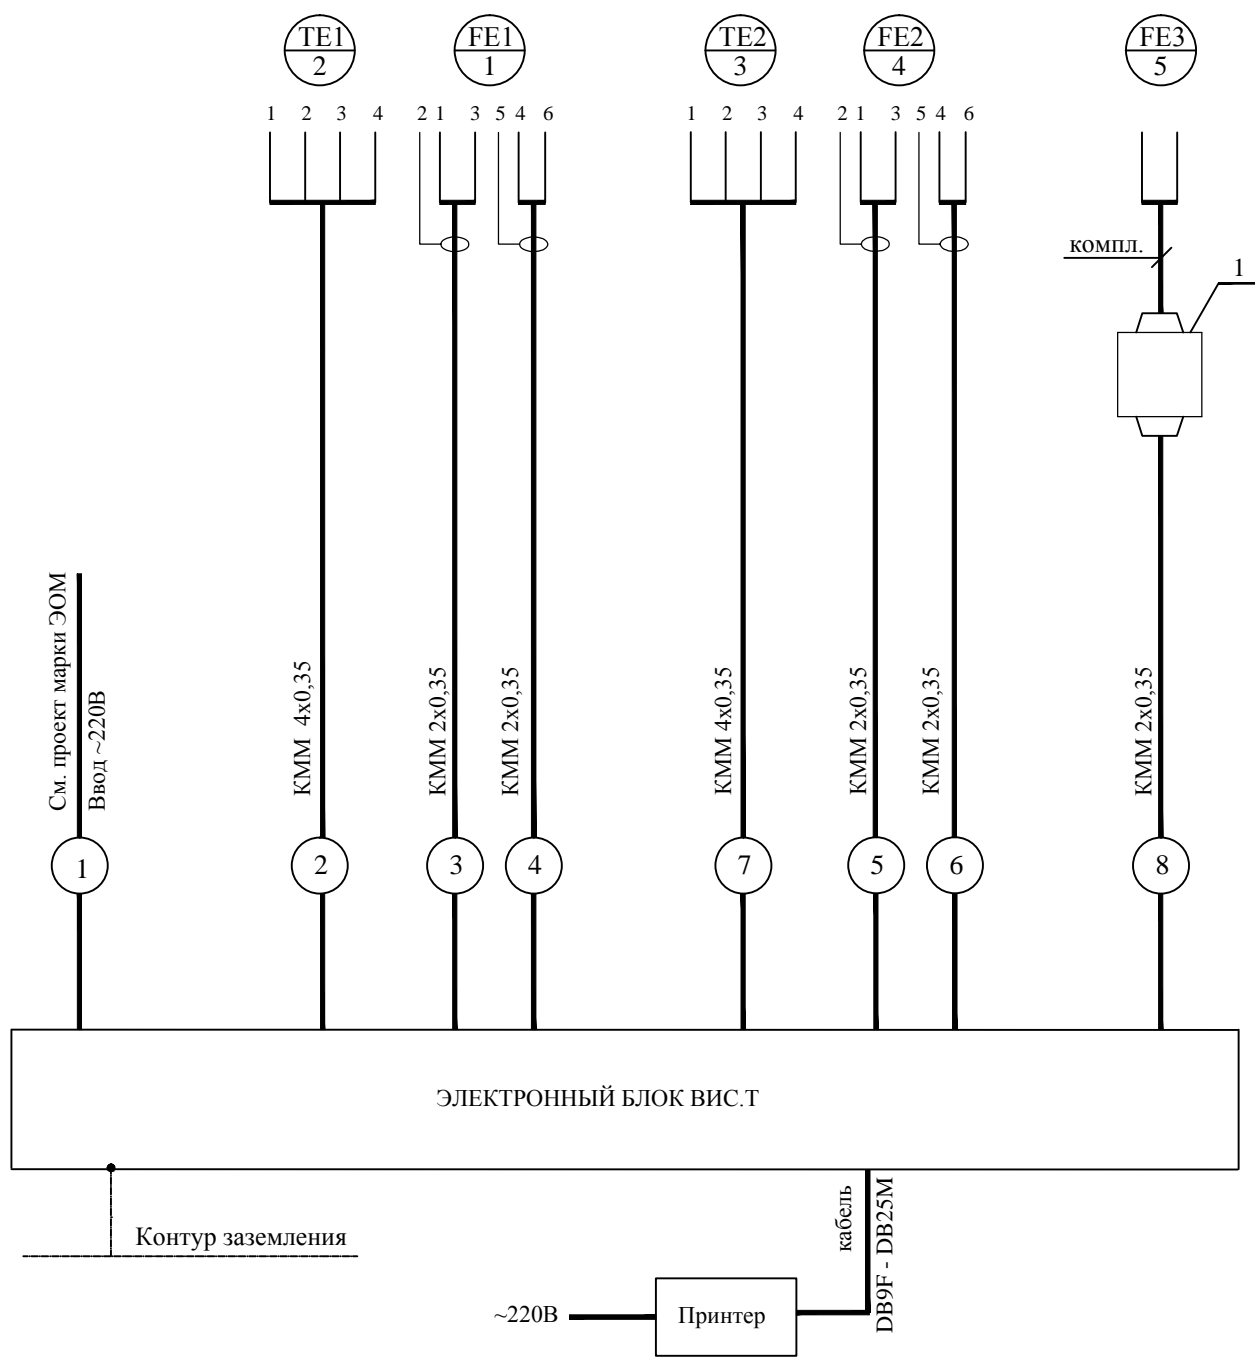 TE1
2
FE1
1
TE2
3
FE2
4
FE3
5
1 2 3 4
2 1 3
5 4 6
1 2 3 4
2 1 3
5 4 6
компл.
1
См. проект марки ЭОМ
Ввод ~220В
КММ 4х0,35
КММ 2х0,35
КММ 2х0,35
КММ 4х0,35
КММ 2х0,35
КММ 2х0,35
КММ 2х0,35
1
2
3
4
7
5
6
8
ЭЛЕКТРОННЫЙ БЛОК ВИС.Т
Контур заземления
кабель
DB9F - DB25M
~220В
Принтер